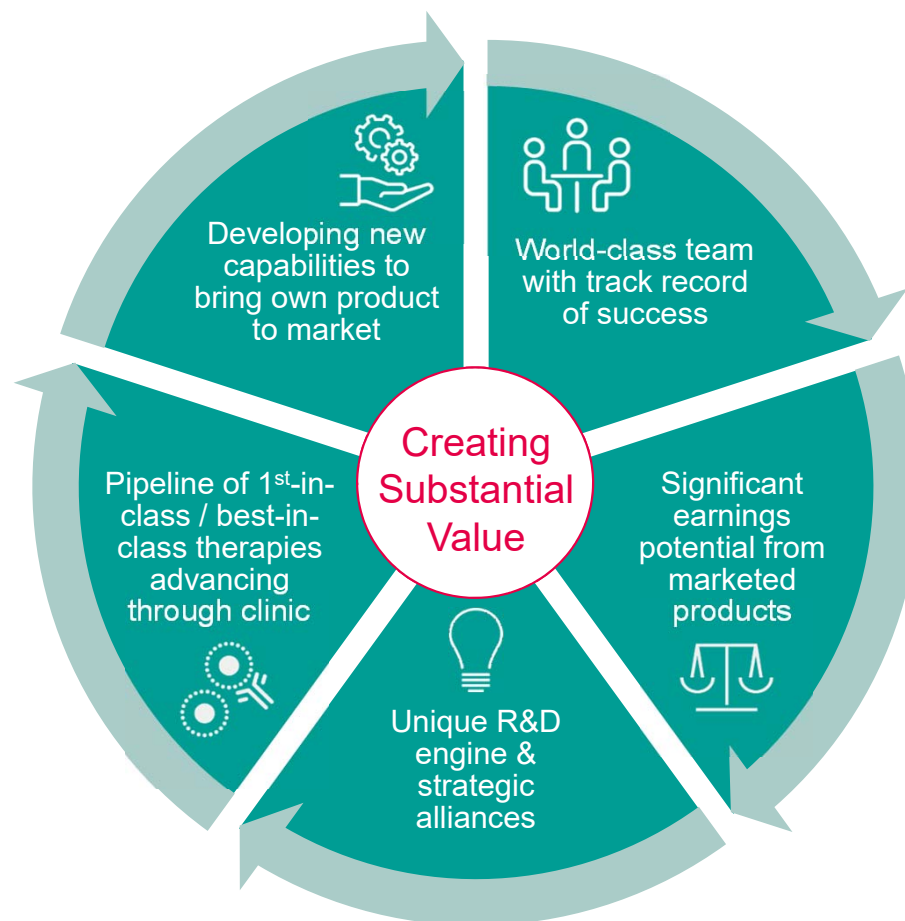 Developing new
capabilities to
bring own product
to market
World-class team
with track record
of success
Creating
Substantial
Value
Pipeline of 1st-in-
class / best-in-
class therapies
advancing
through clinic
Significant
earnings
potential from
marketed
products
Unique R&D
engine &
strategic
alliances